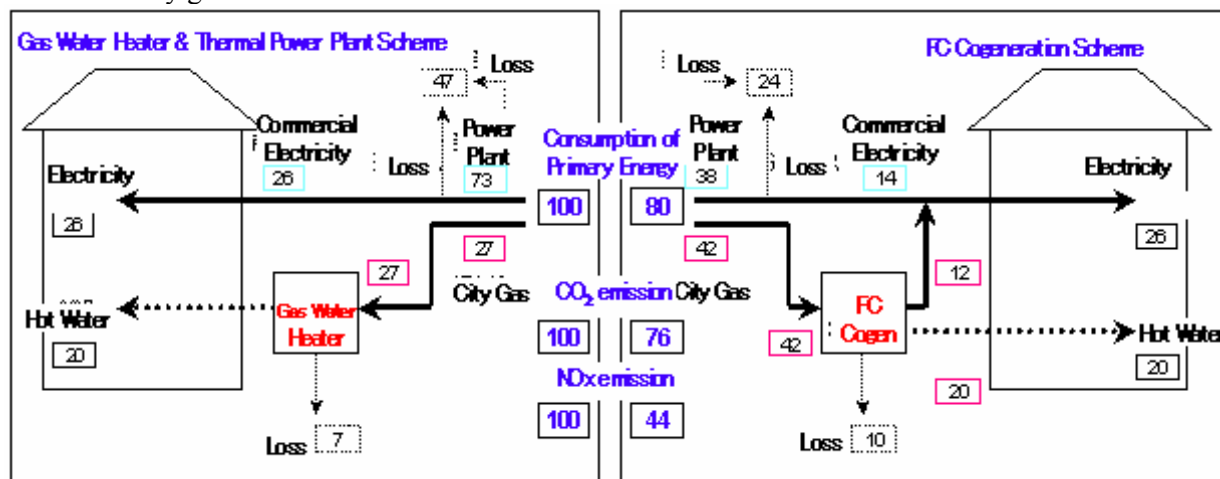 Gas Water Heater & Thermal Power Plant Scheme
Loss
47
Commercial
Electricity
26
Loss
Power
Plant
73
Electricity
26
27
27
City Gas
Gas Water
Heater
Hot Water
20
Loss
7
Consumption of
Primary Energy
100
80
CO₂ emission
100
76
NOx emission
100
44
FC Cogeneration Scheme
Loss
24
Power
Plant
38
Loss
Commercial
Electricity
14
Electricity
26
42
City Gas
42
FC
Cogen
12
Hot Water
20
20
Loss
10